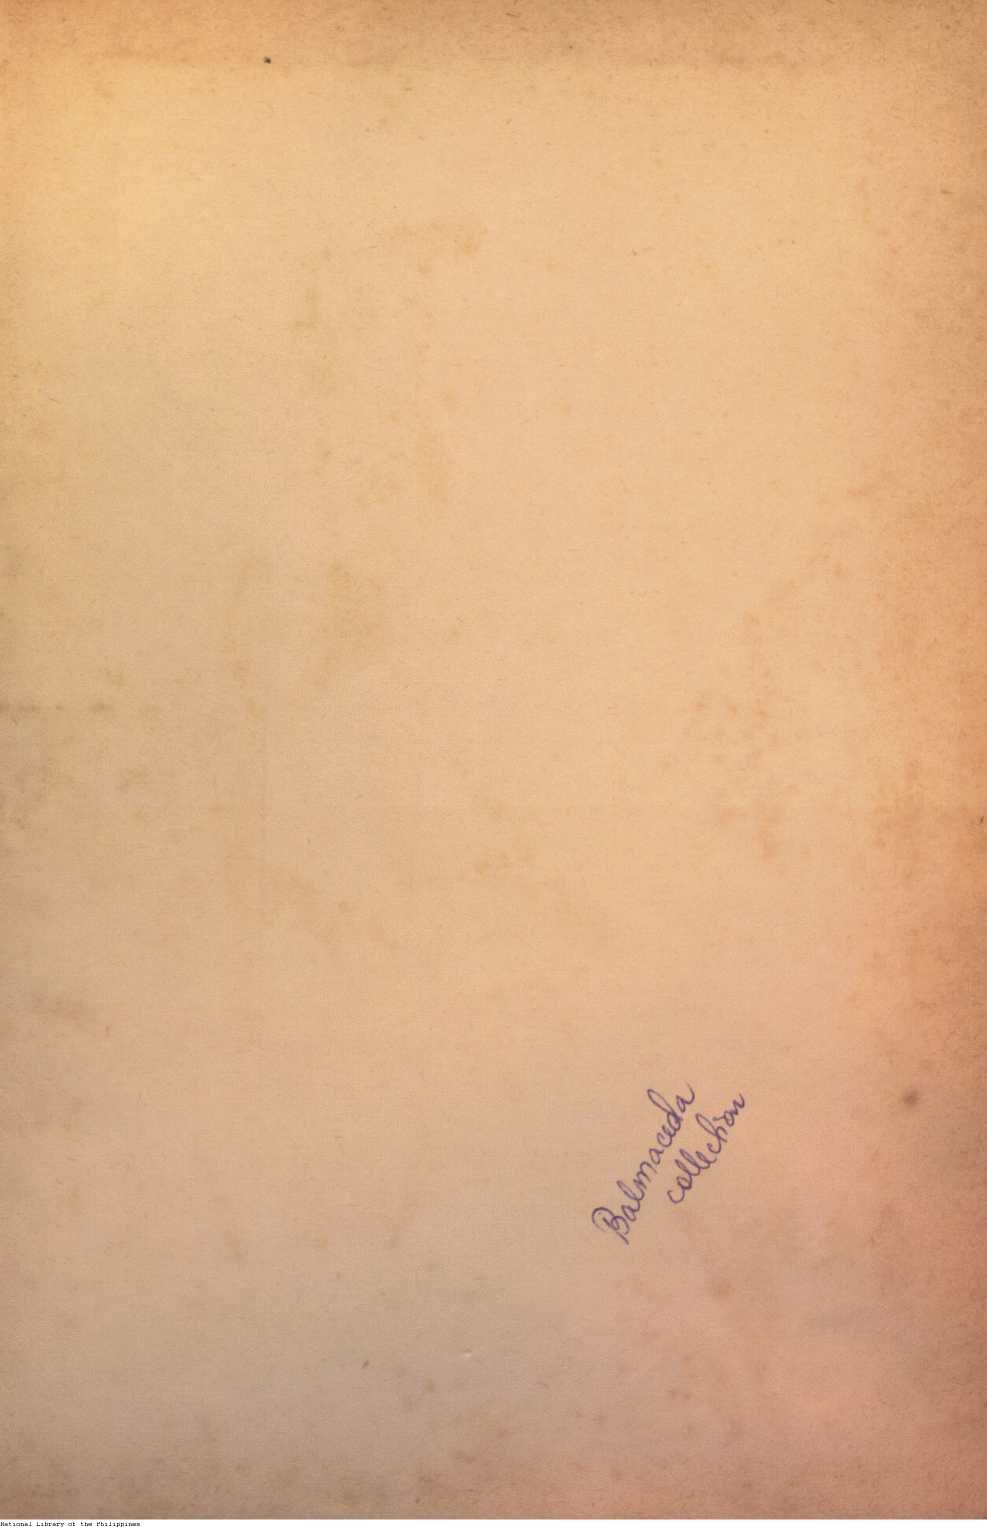 Balmaceda
collection
National Library of the Philippines